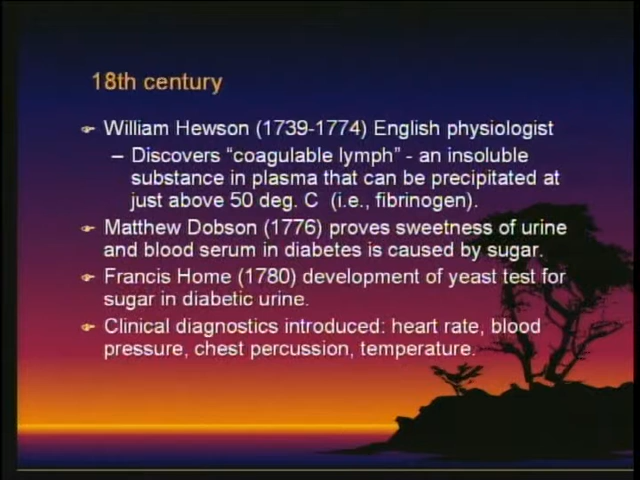 18th century
William Hewson (1739-1774) English physiologist
– Discovers “coagulable lymph” - an insoluble
substance in plasma that can be precipitated at
just above 50 deg. C (i.e., fibrinogen).
Matthew Dobson (1776) proves sweetness of urine
and blood serum in diabetes is caused by sugar.
Francis Home (1780) development of yeast test for
sugar in diabetic urine.
Clinical diagnostics introduced: heart rate, blood
pressure, chest percussion, temperature.